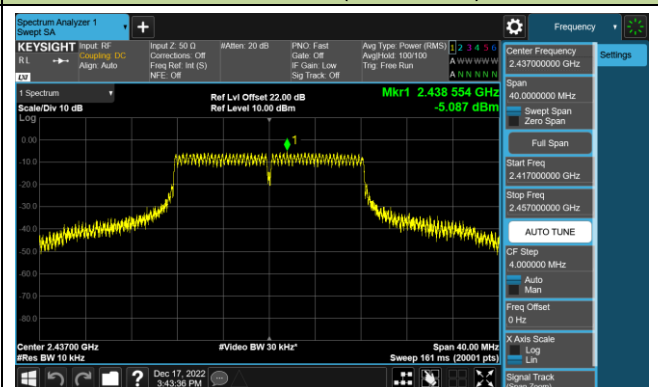 Spectrum Analyzer 1
Swept SA
Frequency
KEYSIGHT
RL
LXI
Input: RF
Coupling: DC
Align: Auto
Input Z: 50 Ω
Corrections: Off
Freq Ref: Int (S)
NFE: Off
#Atten: 20 dB
PNO: Fast
Gate: Off
IF Gain: Low
Sig Track: Off
Avg Type: Power (RMS)
Avg|Hold: 100/100
Trig: Free Run
1 2 3 4 5 6
A W W W W W
A N N N N N
Center Frequency
2.437000000 GHz
Settings
Span
40.0000000 MHz
Swept Span
Zero Span
Full Span
Start Freq
2.417000000 GHz
Stop Freq
2.457000000 GHz
AUTO TUNE
CF Step
4.000000 MHz
Auto
Man
Freq Offset
0 Hz
X Axis Scale
Log
Lin
Signal Track
(Span Zoom)
1 Spectrum
Scale/Div 10 dB
Log
Ref Lvl Offset 22.00 dB
Ref Level 10.00 dBm
Mkr1 2.438 554 GHz
-5.087 dBm
1
0.00
-10.0
-20.0
-30.0
-40.0
-50.0
-60.0
-70.0
-80.0
Center 2.43700 GHz
#Res BW 10 kHz
#Video BW 30 kHz*
Span 40.00 MHz
Sweep 161 ms (20001 pts)
?
Dec 17, 2022
3:43:36 PM